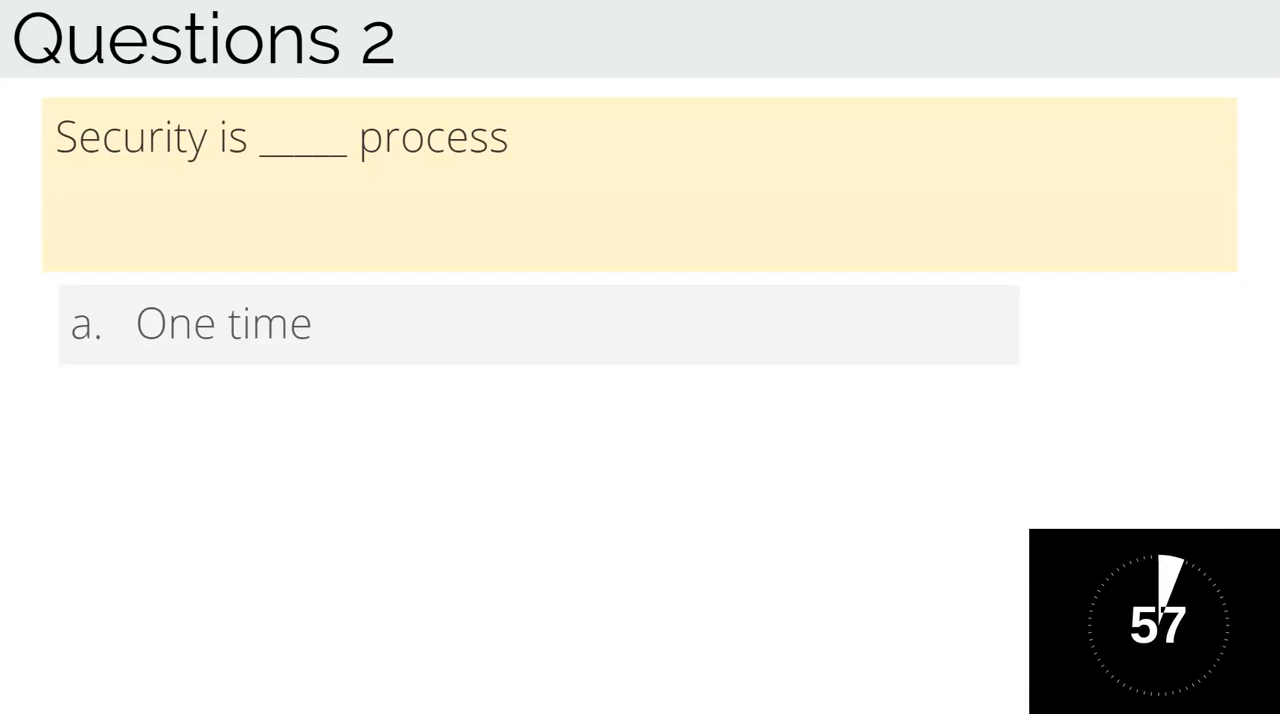 Questions 2
Security is _____ process
a. One time
57